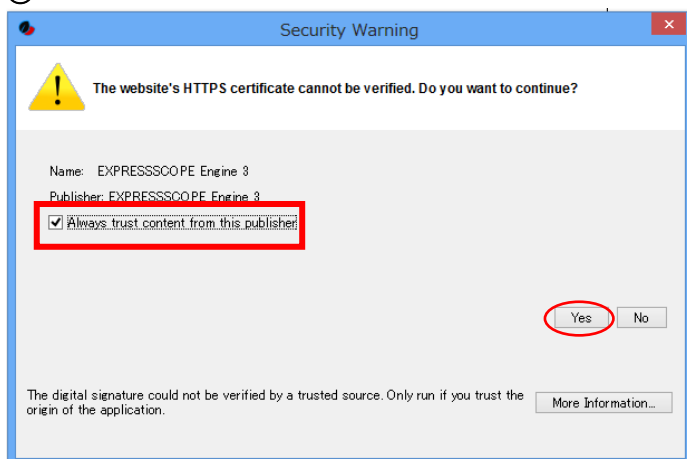 Security Warning
The website's HTTPS certificate cannot be verified. Do you want to continue?
Name: EXPRESSSCOPE Engine 3
Publisher: EXPRESSSCOPE Engine 3
Always trust content from this publisher
Yes No
The digital signature could not be verified by a trusted source. Only run if you trust the
origin of the application.
More Information...